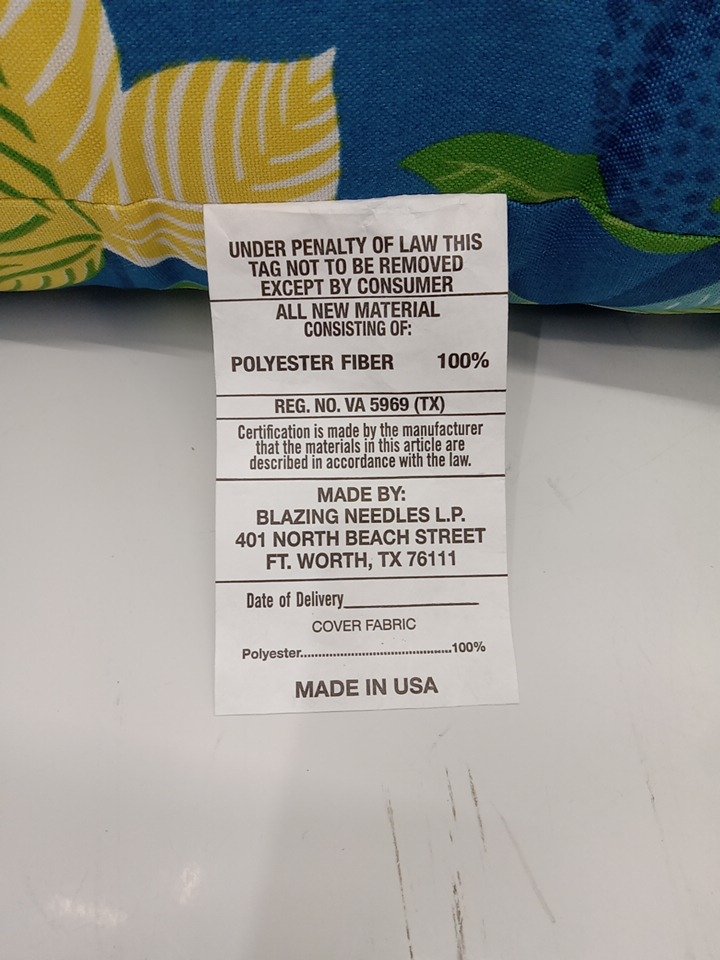 UNDER PENALTY OF LAW THIS
TAG NOT TO BE REMOVED
EXCEPT BY CONSUMER
ALL NEW MATERIAL
CONSISTING OF:
POLYESTER FIBER 100%
REG. NO. VA 5969 (TX)
Certification is made by the manufacturer
that the materials in this article are
described in accordance with the law.
MADE BY:
BLAZING NEEDLES L.P.
401 NORTH BEACH STREET
FT. WORTH, TX 76111
Date of Delivery____________________
COVER FABRIC
Polyester..........................................100%
MADE IN USA